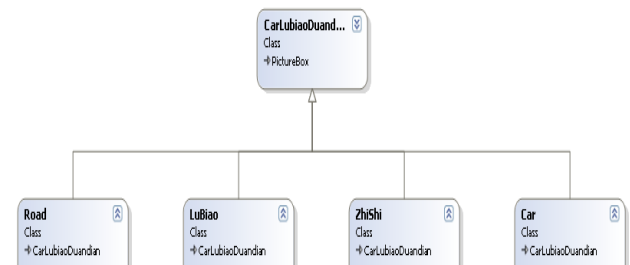 CarLubiaoDuand...
Class
PictureBox
Road
Class
CarLubiaoDuandian
LuBiao
Class
CarLubiaoDuandian
ZhiShi
Class
CarLubiaoDuandian
Car
Class
CarLubiaoDuandian